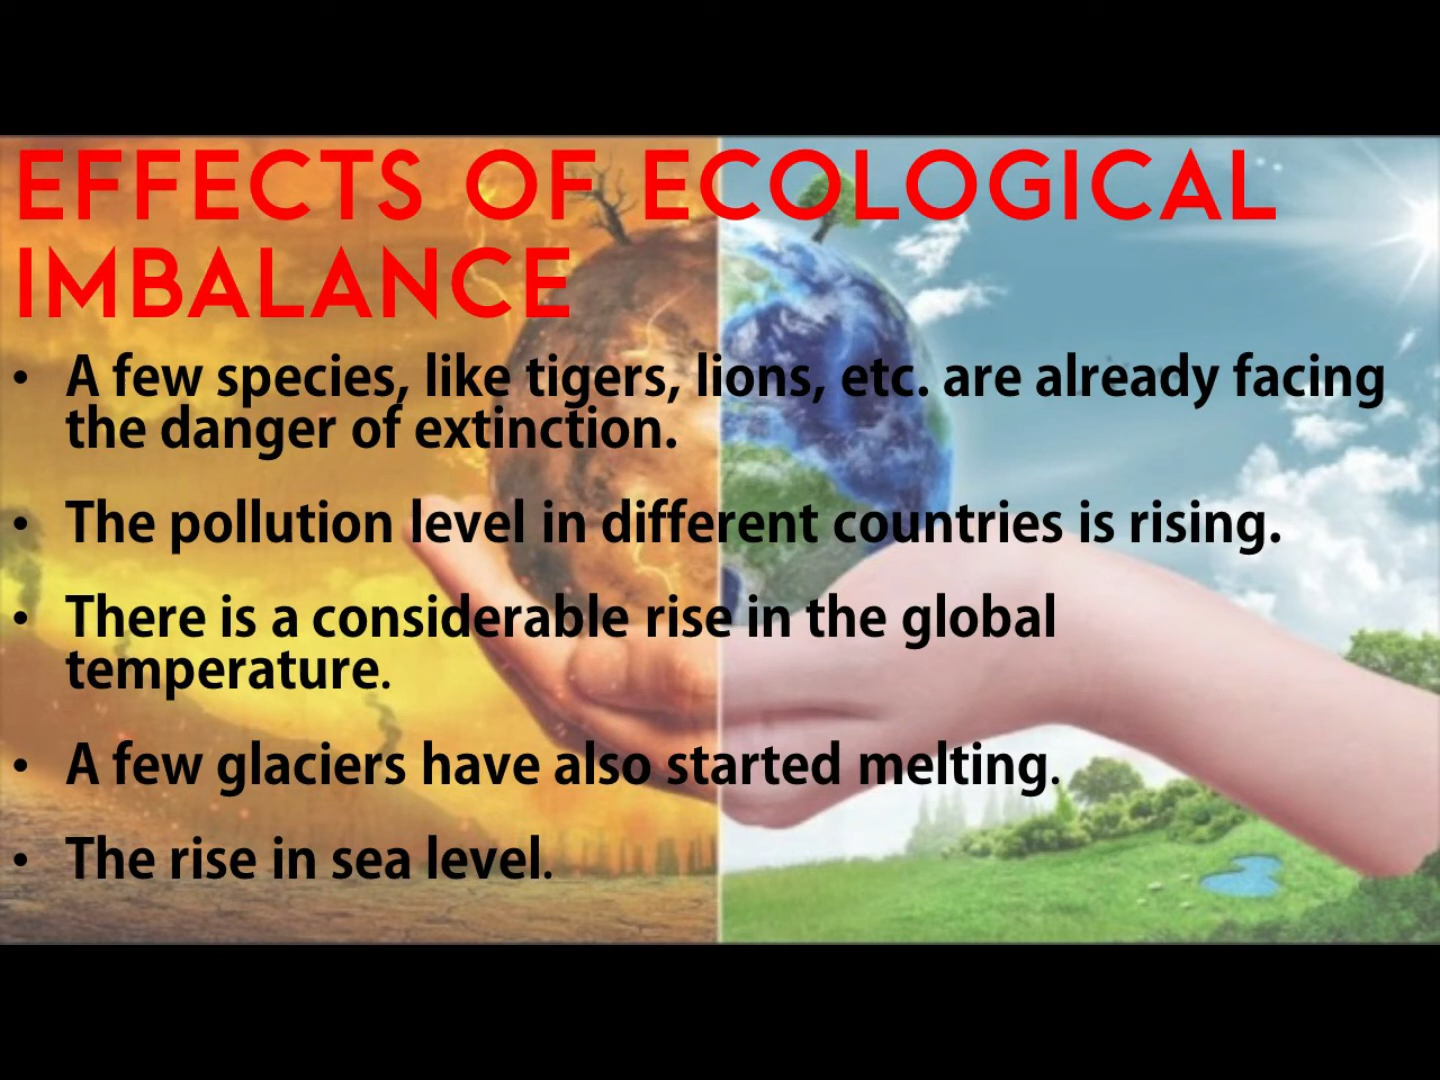 EFFECTS OF ECOLOGICAL
IMBALANCE
• A few species, like tigers, lions, etc. are already facing
the danger of extinction.
• The pollution level in different countries is rising.
• There is a considerable rise in the global
temperature.
• A few glaciers have also started melting.
• The rise in sea level.